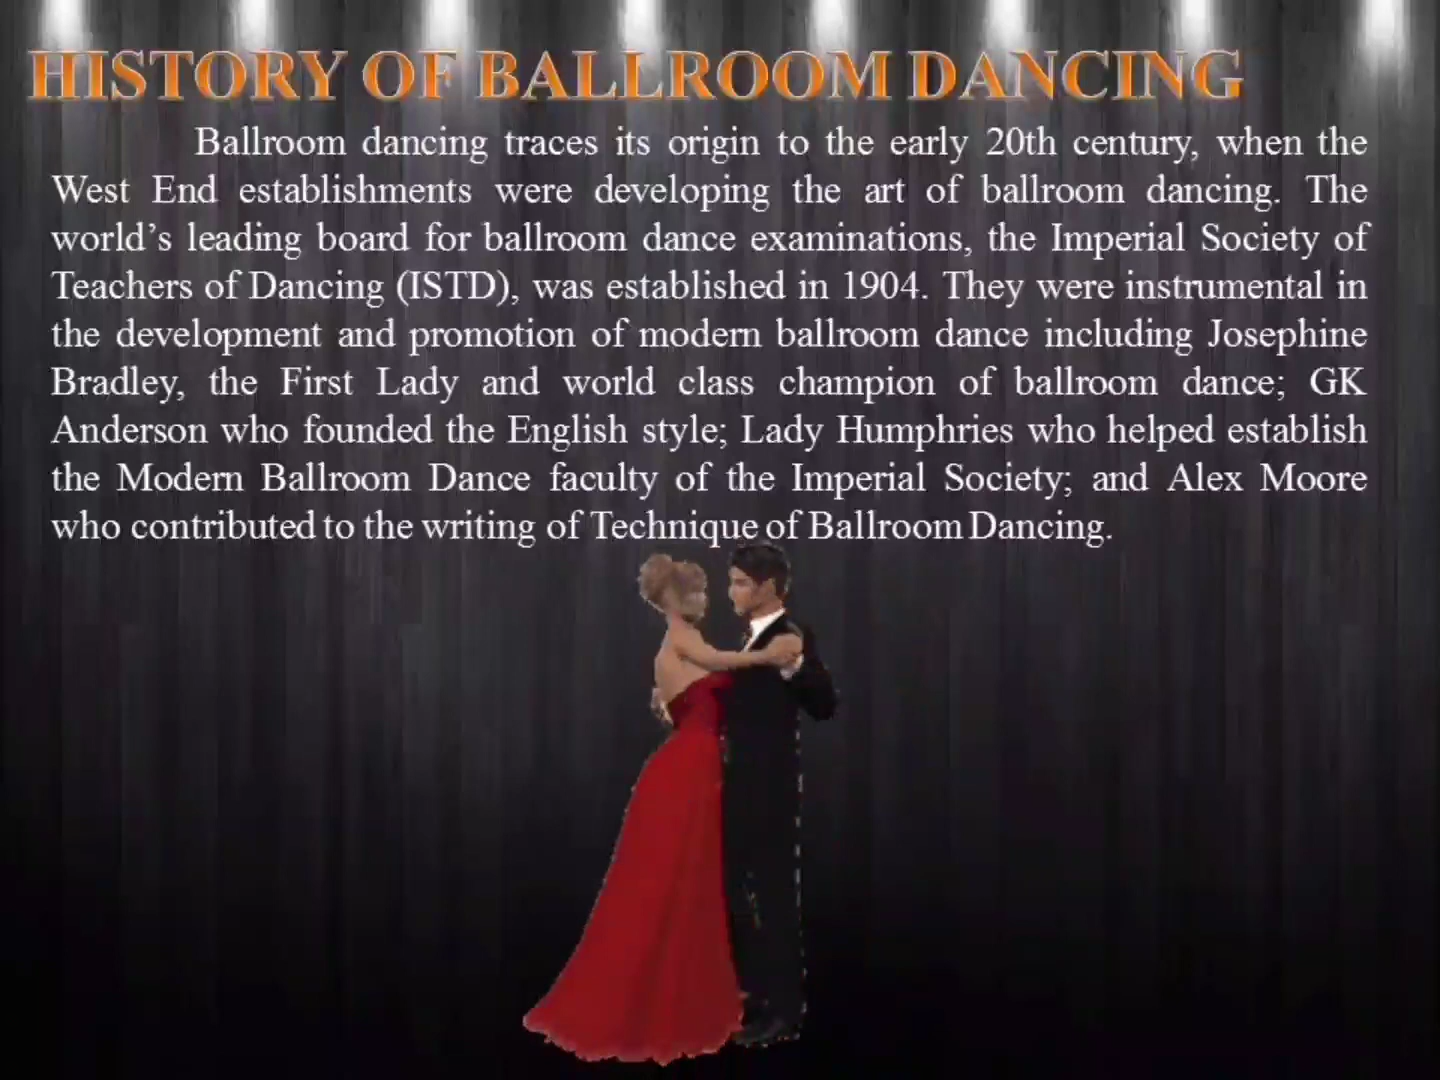 HISTORY OF BALLROOM DANCING
Ballroom dancing traces its origin to the early 20th century, when the
West End establishments were developing the art of ballroom dancing. The
world’s leading board for ballroom dance examinations, the Imperial Society of
Teachers of Dancing (ISTD), was established in 1904. They were instrumental in
the development and promotion of modern ballroom dance including Josephine
Bradley, the First Lady and world class champion of ballroom dance; GK
Anderson who founded the English style; Lady Humphries who helped establish
the Modern Ballroom Dance faculty of the Imperial Society; and Alex Moore
who contributed to the writing of Technique of Ballroom Dancing.